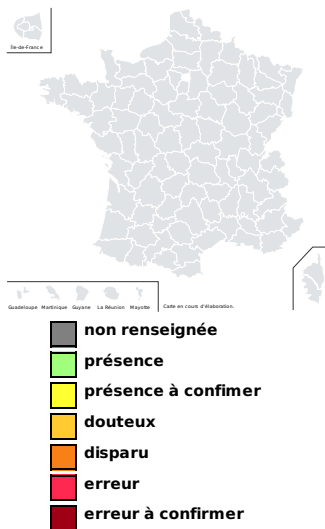 Île-de-France
Guadeloupe Martinique Guyane La Réunion Mayotte Carte en cours d'élaboration.
non renseignée
présence
présence à confimer
douteux
disparu
erreur
erreur à confirmer